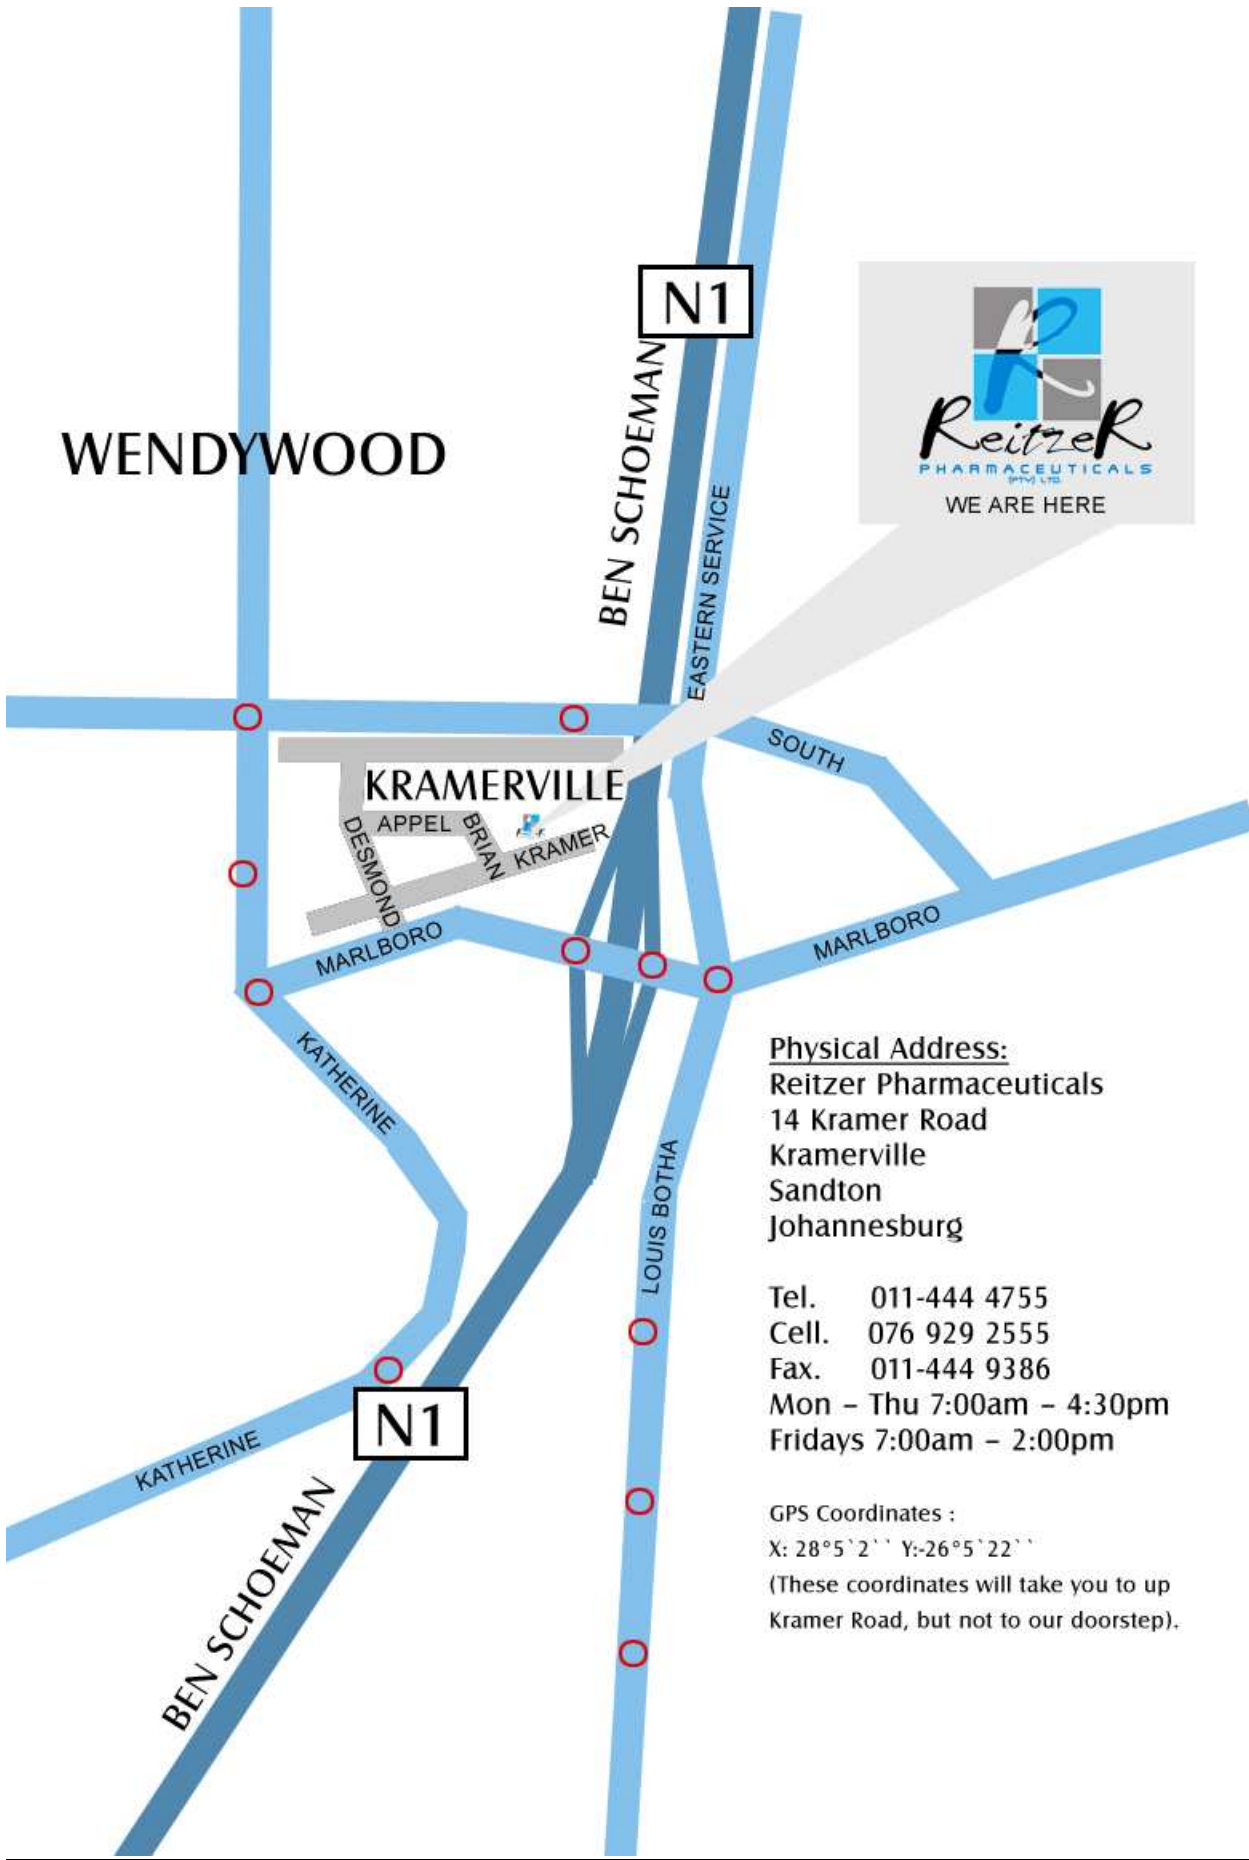 N1
BEN SCHOEMAN
WENDYWOOD
EASTERN SERVICE
ReitzeR
PHARMACEUTICALS
(PTY) LTD.
WE ARE HERE
SOUTH
KRAMERVILLE
APPEL
BRIAN
DESMOND
KRAMER
MARLBORO
MARLBORO
KATHERINE
LOUIS BOTHA
N1
KATHERINE
BEN SCHOEMAN
Physical Address:
Reitzer Pharmaceuticals
14 Kramer Road
Kramerville
Sandton
Johannesburg
Tel. 011-444 4755
Cell. 076 929 2555
Fax. 011-444 9386
Mon – Thu 7:00am – 4:30pm
Fridays 7:00am – 2:00pm
GPS Coordinates :
X: 28°5`2`` Y:-26°5`22``
(These coordinates will take you to up
Kramer Road, but not to our doorstep).